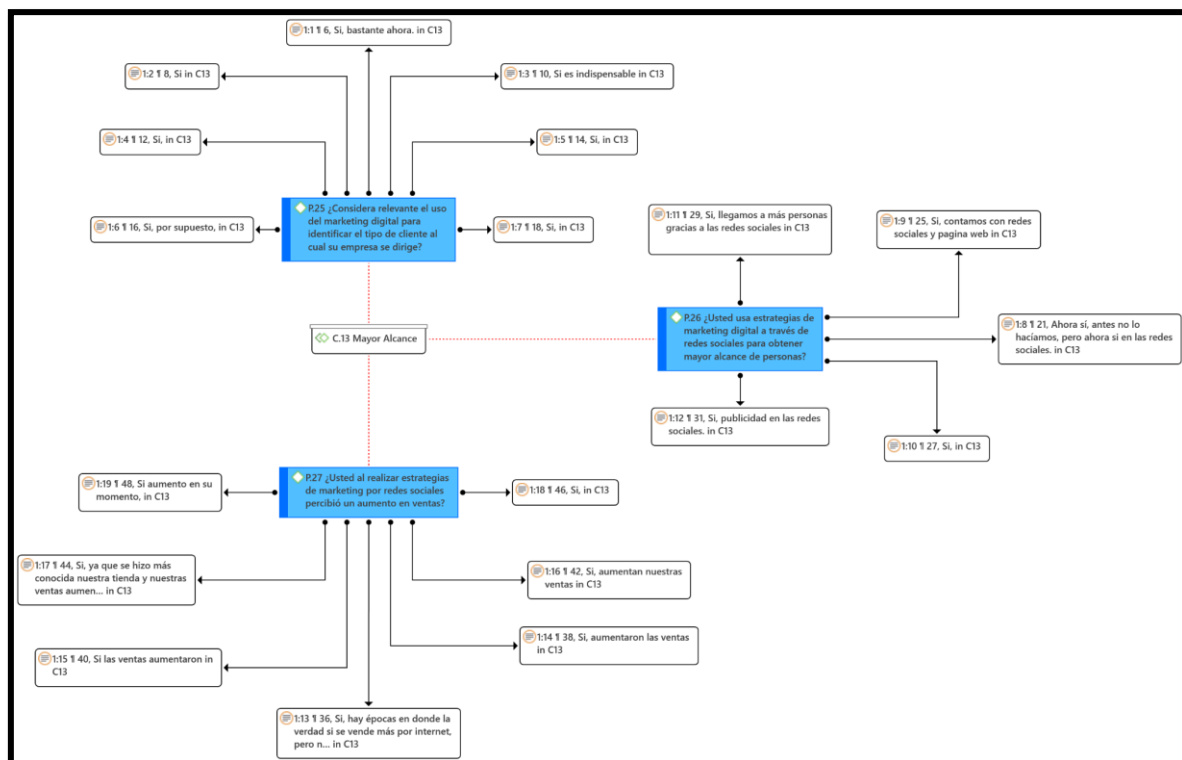 1:1 ¶ 6, Si, bastante ahora. in C13
1:2 ¶ 8, Si in C13
1:3 ¶ 10, Si es indispensable in C13
1:4 ¶ 12, Si, in C13
1:5 ¶ 14, Si, in C13
1:6 ¶ 16, Si, por supuesto, in C13
P.25 ¿Considera relevante el uso
del marketing digital para
identificar el tipo de cliente al
cual su empresa se dirige?
1:7 ¶ 18, Si, in C13
1:11 ¶ 29, Si, llegamos a más personas
gracias a las redes sociales in C13
1:9 ¶ 25, Si, contamos con redes
sociales y pagina web in C13
C.13 Mayor Alcance
P.26 ¿Usted usa estrategias de
marketing digital a través de
redes sociales para obtener
mayor alcance de personas?
1:8 ¶ 21, Ahora sí, antes no lo
hacíamos, pero ahora si en las redes
sociales. in C13
1:12 ¶ 31, Si, publicidad en las redes
sociales. in C13
1:10 ¶ 27, Si, in C13
1:19 ¶ 48, Si aumento en su
momento, in C13
P.27 ¿Usted al realizar estrategias
de marketing por redes sociales
percibió un aumento en ventas?
1:18 ¶ 46, Si, in C13
1:17 ¶ 44, Si, ya que se hizo más
conocida nuestra tienda y nuestras
ventas aumen... in C13
1:16 ¶ 42, Si, aumentan nuestras
ventas in C13
1:14 ¶ 38, Si, aumentaron las ventas
in C13
1:15 ¶ 40, Si las ventas aumentaron in
C13
1:13 ¶ 36, Si, hay épocas en donde la
verdad si se vende más por internet,
pero n... in C13